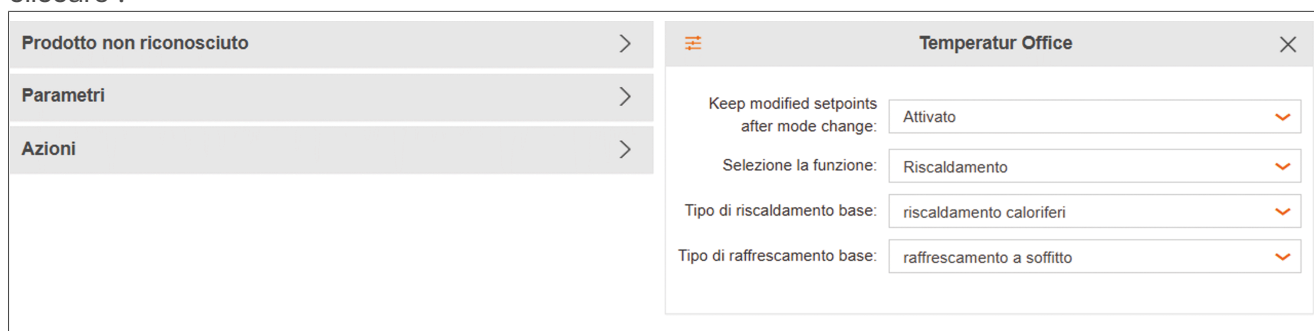 Prodotto non riconosciuto
Parametri
Azioni
Temperatur Office
Keep modified setpoints
after mode change:
Attivato
Selezione la funzione:
Riscaldamento
Tipo di riscaldamento base:
riscaldamento caloriferi
Tipo di raffrescamento base:
raffrescamento a soffitto